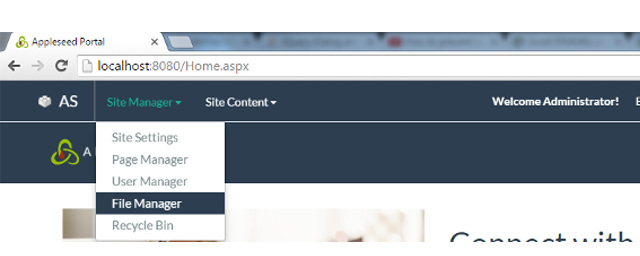 Appleseed Portal
localhost:8080/Home.aspx
AS Site Manager Site Content Welcome Administrator!
Site Settings
Page Manager
User Manager
File Manager
Recycle Bin
Connect with